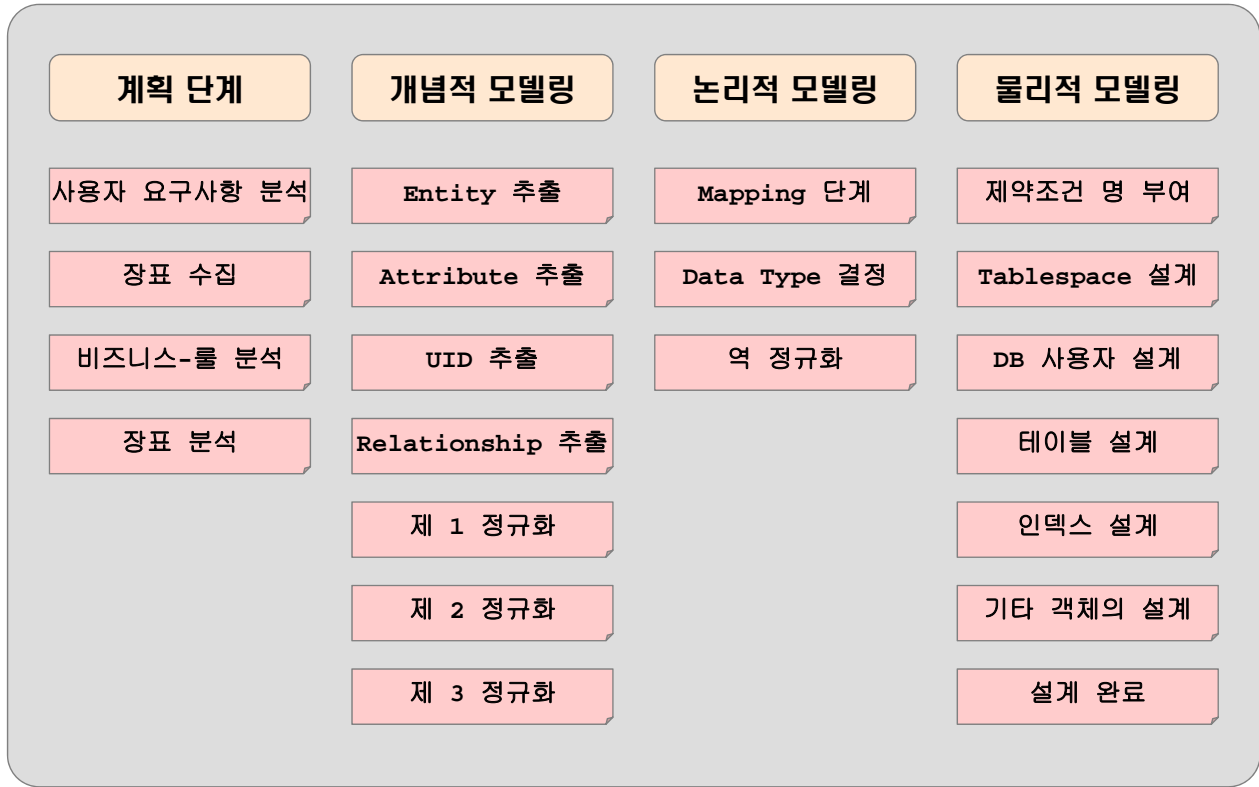 계획 단계
사용자 요구사항 분석
장표 수집
비즈니스-룰 분석
장표 분석
개념적 모델링
Entity 추출
Attribute 추출
UID 추출
Relationship 추출
제 1 정규화
제 2 정규화
제 3 정규화
논리적 모델링
Mapping 단계
Data Type 결정
역 정규화
물리적 모델링
제약조건 명 부여
Tablespace 설계
DB 사용자 설계
테이블 설계
인덱스 설계
기타 객체의 설계
설계 완료